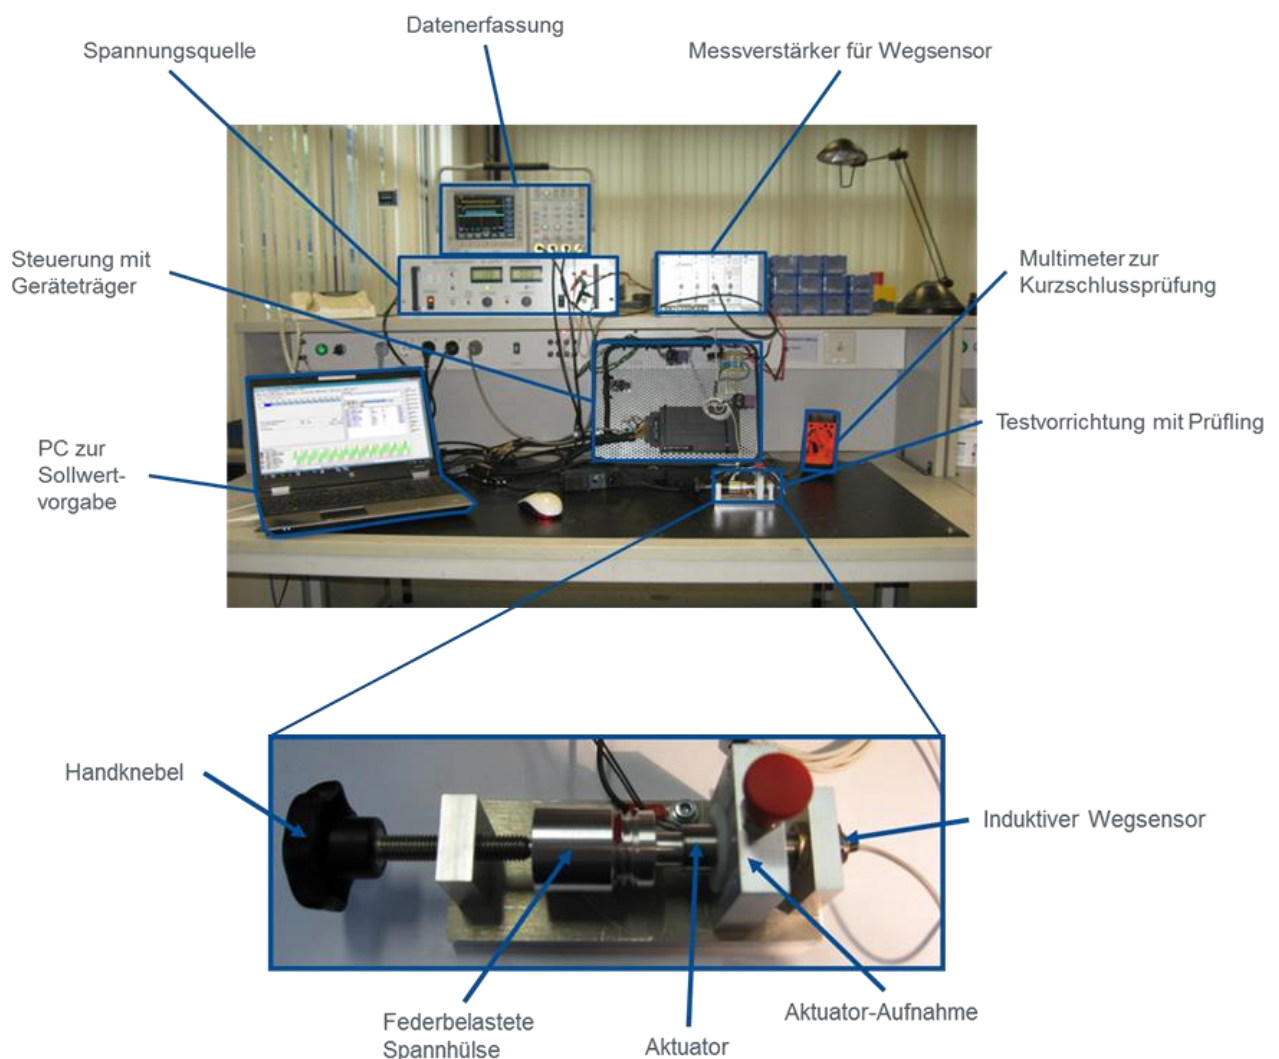 Datenerfassung
Spannungsquelle
Messverstärker für Wegsensor
Steuerung mit
Geräteträger
Multimeter zur
Kurzschlussprüfung
Testvorrichtung mit Prüfling
PC zur
Sollwert-
vorgabe
Handknebel
Induktiver Wegsensor
Federbelastete
Spannhülse
Aktuator
Aktuator-Aufnahme